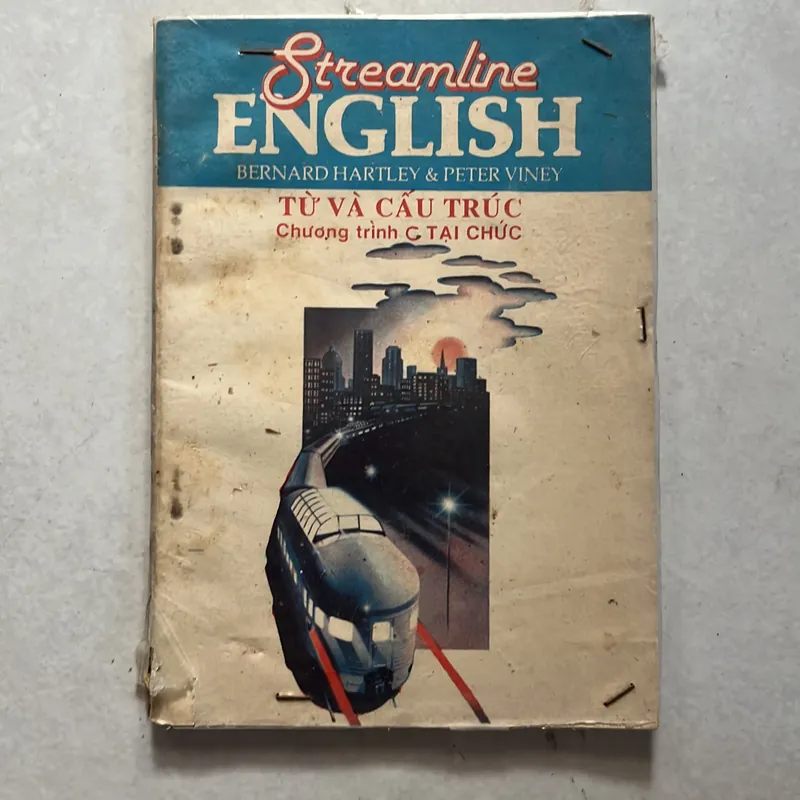 Streamline
ENGLISH
BERNARD HARTLEY & PETER VINEY
TỪ VÀ CẤU TRÚC
Chương trình C TẠI CHỨC